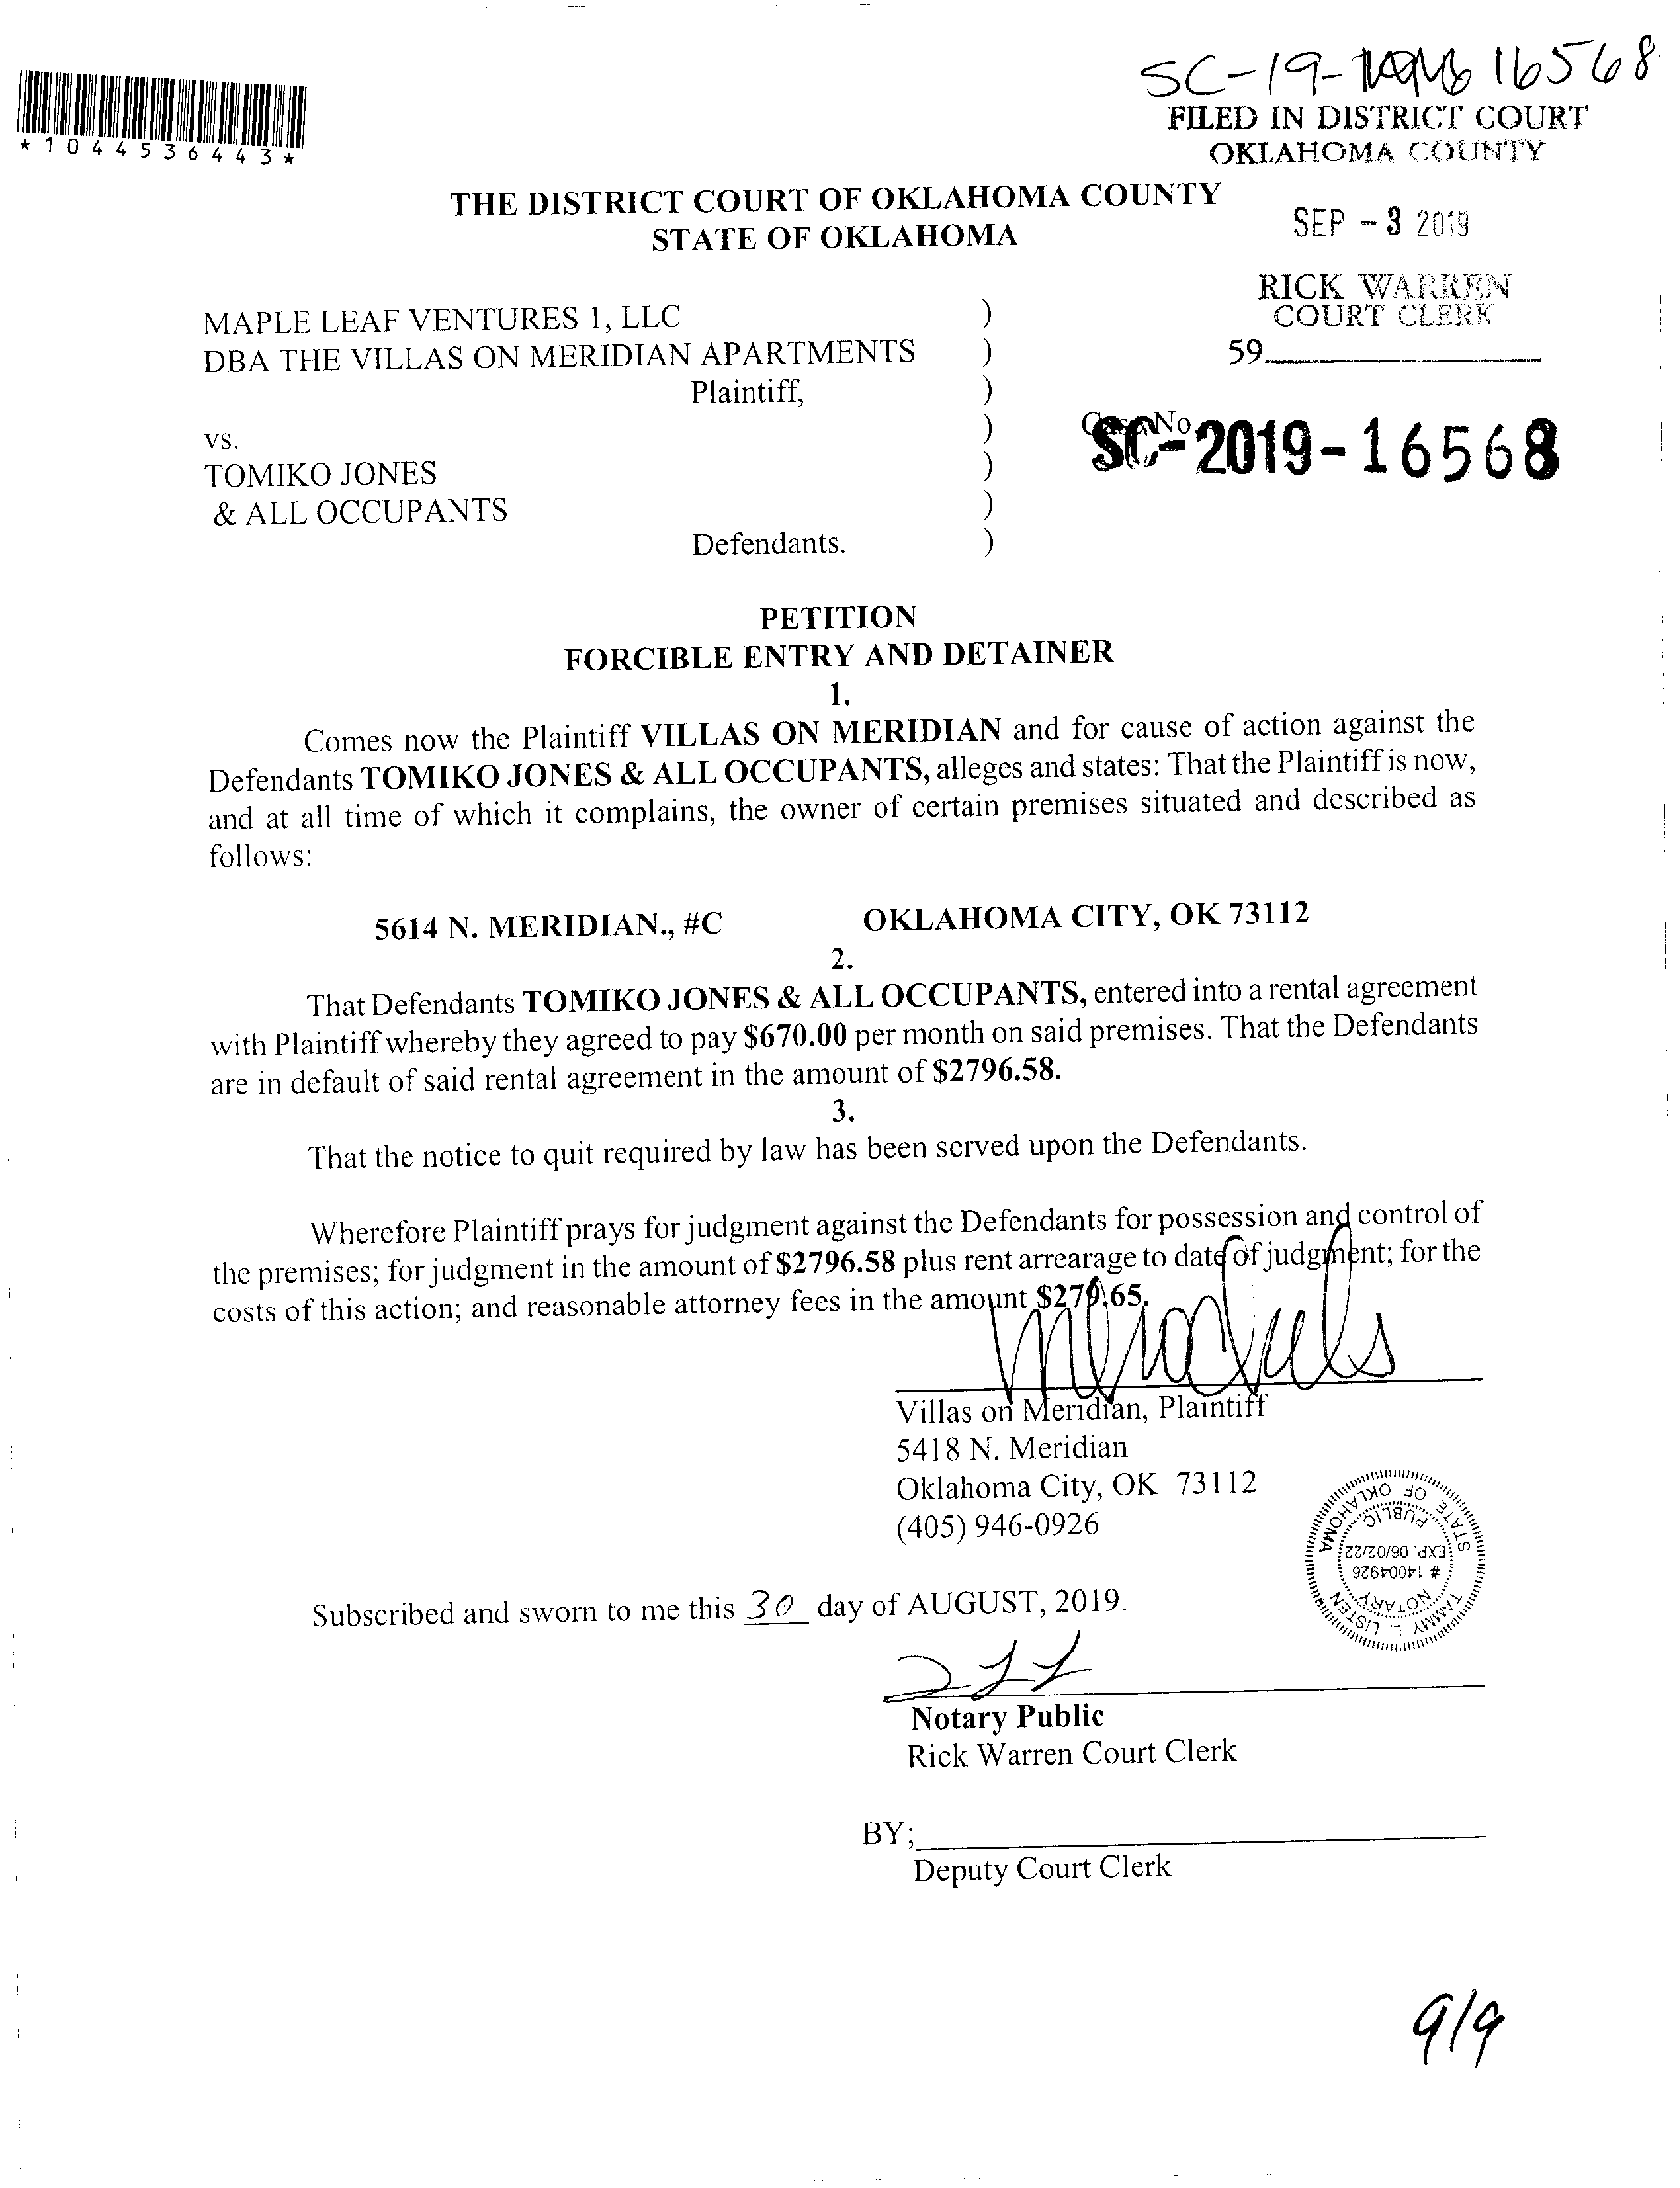 SC-19- 16568
FILED IN DISTRICT COURT
OKLAHOMA COUNTY
*1044536443*
THE DISTRICT COURT OF OKLAHOMA COUNTY
STATE OF OKLAHOMA
SEP - 3 2019
RICK WARREN
COURT CLERK
59
MAPLE LEAF VENTURES 1, LLC )
DBA THE VILLAS ON MERIDIAN APARTMENTS )
Plaintiff, )
Case No
SC-2019-16568
vs. )
TOMIKO JONES )
& ALL OCCUPANTS )
Defendants. )
PETITION
FORCIBLE ENTRY AND DETAINER
1.
Comes now the Plaintiff VILLAS ON MERIDIAN and for cause of action against the
Defendants TOMIKO JONES & ALL OCCUPANTS, alleges and states: That the Plaintiff is now,
and at all time of which it complains, the owner of certain premises situated and described as
follows:
5614 N. MERIDIAN., #C OKLAHOMA CITY, OK 73112
2.
That Defendants TOMIKO JONES & ALL OCCUPANTS, entered into a rental agreement
with Plaintiff whereby they agreed to pay $670.00 per month on said premises. That the Defendants
are in default of said rental agreement in the amount of $2796.58.
3.
That the notice to quit required by law has been served upon the Defendants.
Wherefore Plaintiff prays for judgment against the Defendants for possession and control of
the premises; for judgment in the amount of $2796.58 plus rent arrearage to date of judgment; for the
costs of this action; and reasonable attorney fees in the amount $279.65.
Villas on Meridian, Plaintiff
5418 N. Meridian
Oklahoma City, OK 73112
(405) 946-0926
TAMMY L. LISTEN
NOTARY
# 14004926
EXP. 06/02/22
PUBLIC
STATE OF OKLAHOMA
Subscribed and sworn to me this 30 day of AUGUST, 2019.
Notary Public
Rick Warren Court Clerk
BY;
Deputy Court Clerk
9/9